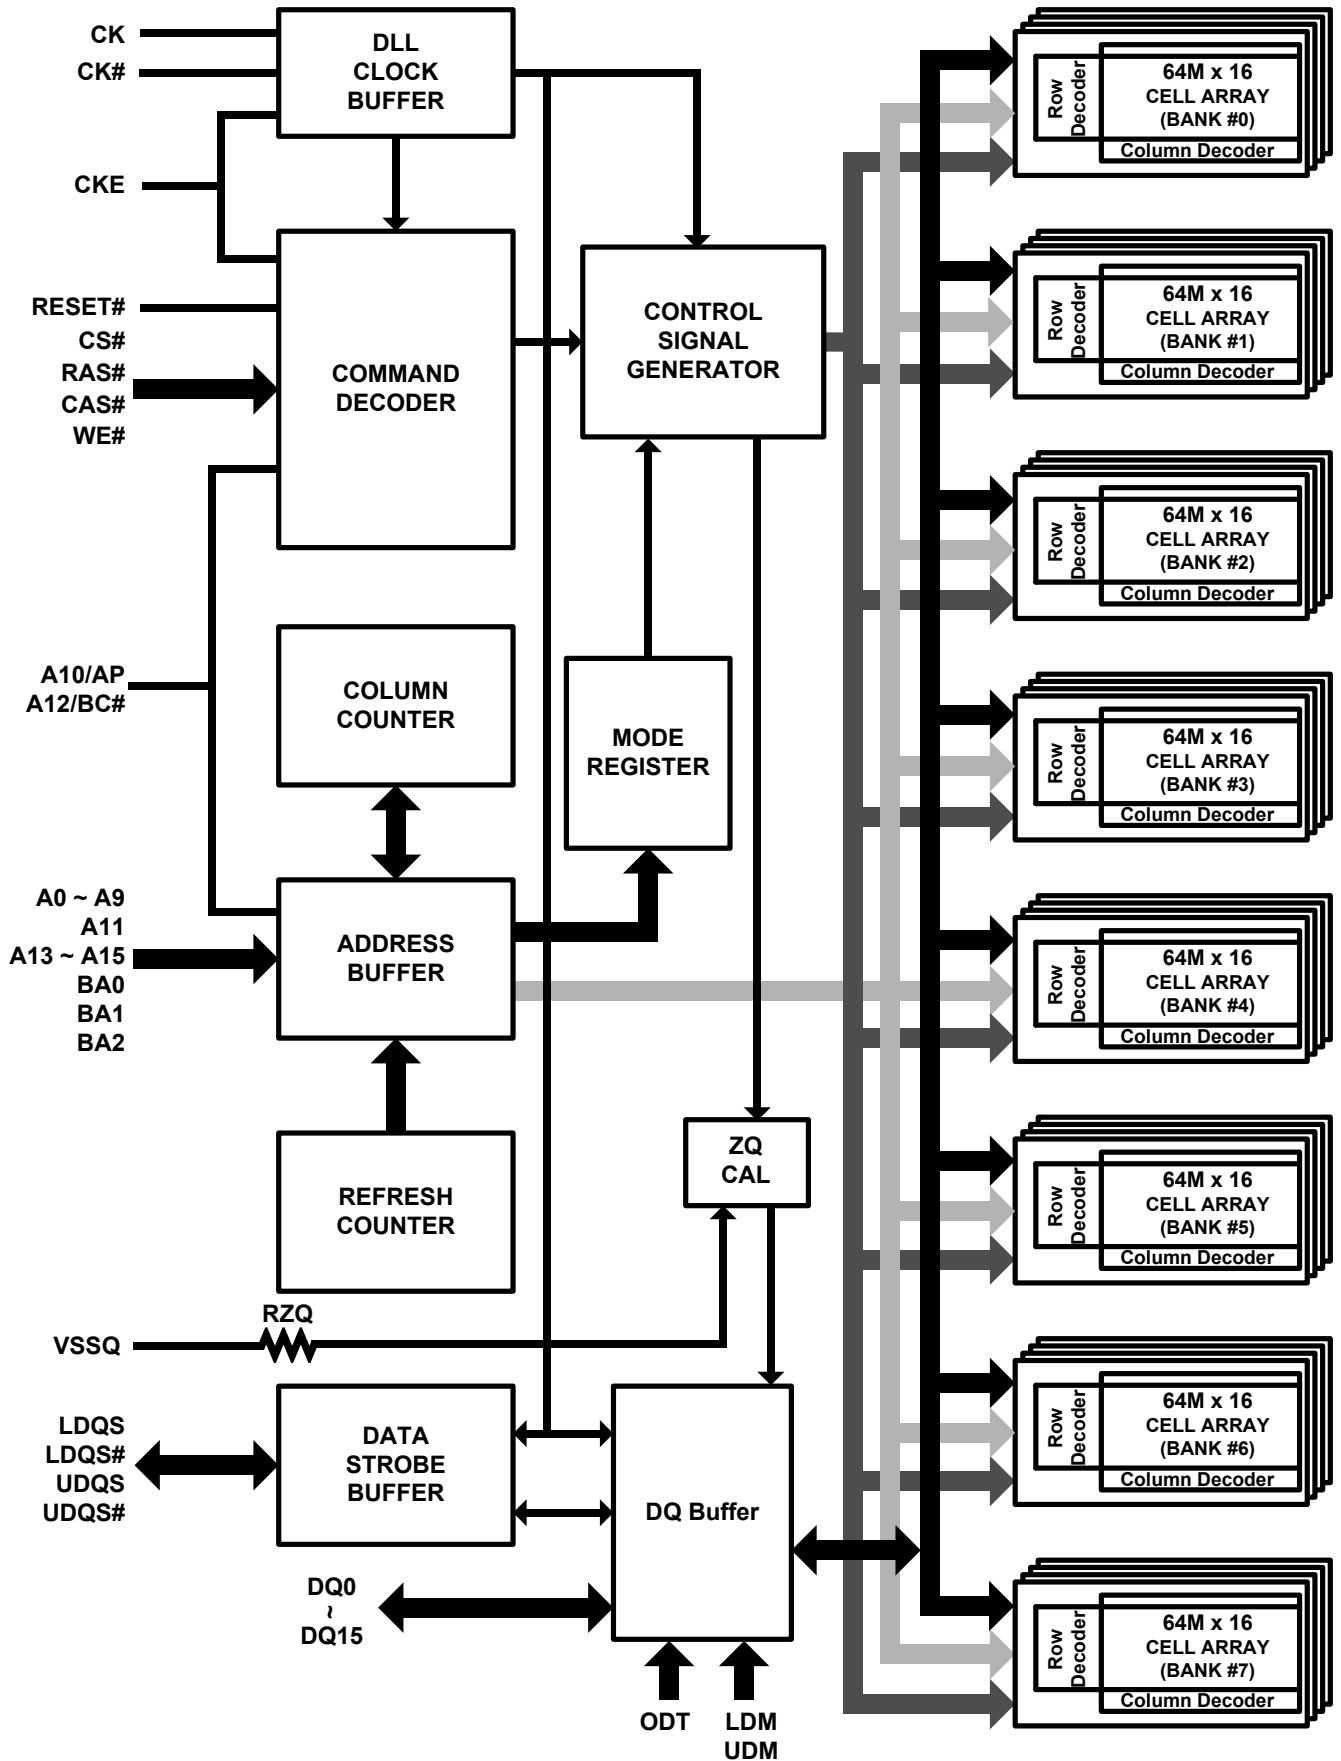 CK
CK#
CKE
RESET#
CS#
RAS#
CAS#
WE#
A10/AP
A12/BC#
A0 ~ A9
A11
A13 ~ A15
BA0
BA1
BA2
VSSQ
RZQ
LDQS
LDQS#
UDQS
UDQS#
DQ0
~
DQ15
DLL
CLOCK
BUFFER
COMMAND
DECODER
COLUMN
COUNTER
ADDRESS
BUFFER
REFRESH
COUNTER
DATA
STROBE
BUFFER
CONTROL
SIGNAL
GENERATOR
MODE
REGISTER
ZQ
CAL
DQ Buffer
ODT
LDM
UDM
Row
Decoder
64M x 16
CELL ARRAY
(BANK #0)
Column Decoder
Row
Decoder
64M x 16
CELL ARRAY
(BANK #1)
Column Decoder
Row
Decoder
64M x 16
CELL ARRAY
(BANK #2)
Column Decoder
Row
Decoder
64M x 16
CELL ARRAY
(BANK #3)
Column Decoder
Row
Decoder
64M x 16
CELL ARRAY
(BANK #4)
Column Decoder
Row
Decoder
64M x 16
CELL ARRAY
(BANK #5)
Column Decoder
Row
Decoder
64M x 16
CELL ARRAY
(BANK #6)
Column Decoder
Row
Decoder
64M x 16
CELL ARRAY
(BANK #7)
Column Decoder